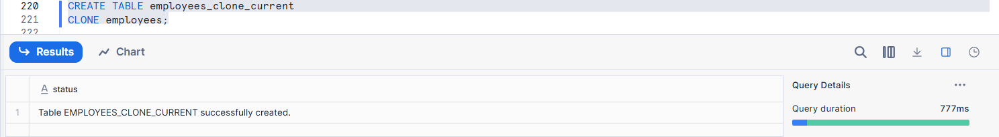 220 CREATE TABLE employees_clone_current
221 CLONE employees;
222
Results Chart
A status
Query Details
1 Table EMPLOYEES_CLONE_CURRENT successfully created.
Query duration 777ms